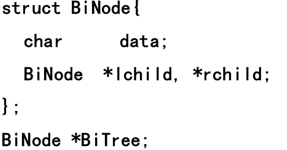 struct BiNode{
  char      data;
  BiNode  *lchild, *rchild;
};
BiNode *BiTree;